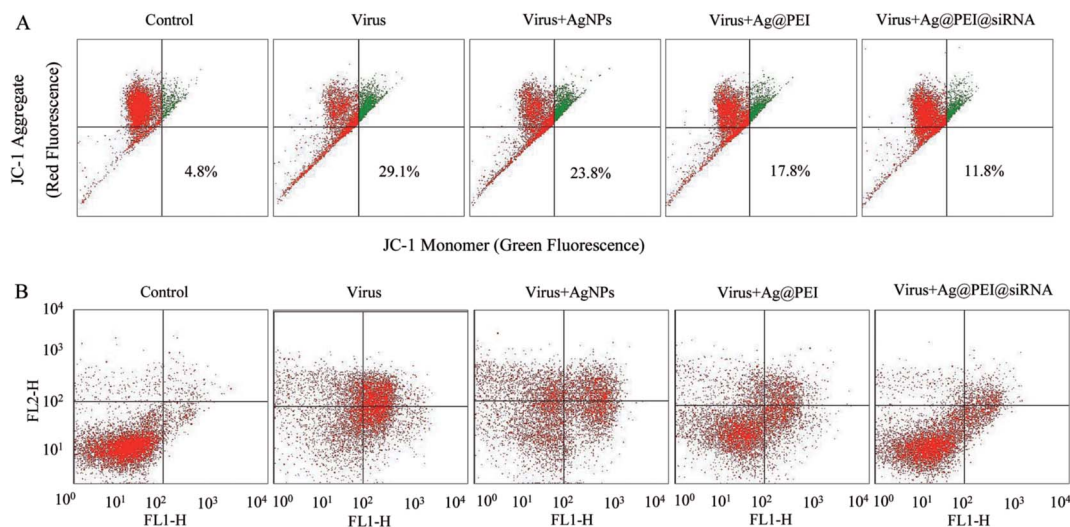 A
Control Virus Virus+AgNPs Virus+Ag@PEI Virus+Ag@PEI@siRNA
JC-1 Aggregate
(Red Fluorescence)
4.8% 29.1% 23.8% 17.8% 11.8%
JC-1 Monomer (Green Fluorescence)
B
Control Virus Virus+AgNPs Virus+Ag@PEI Virus+Ag@PEI@siRNA
10⁴
10³
10²
10¹
FL2-H
10⁰ 10¹ 10² 10³ 10⁴ 10⁰ 10¹ 10² 10³ 10⁴ 10⁰ 10¹ 10² 10³ 10⁴ 10⁰ 10¹ 10² 10³ 10⁴ 10⁰ 10¹ 10² 10³ 10⁴
FL1-H FL1-H FL1-H FL1-H FL1-H